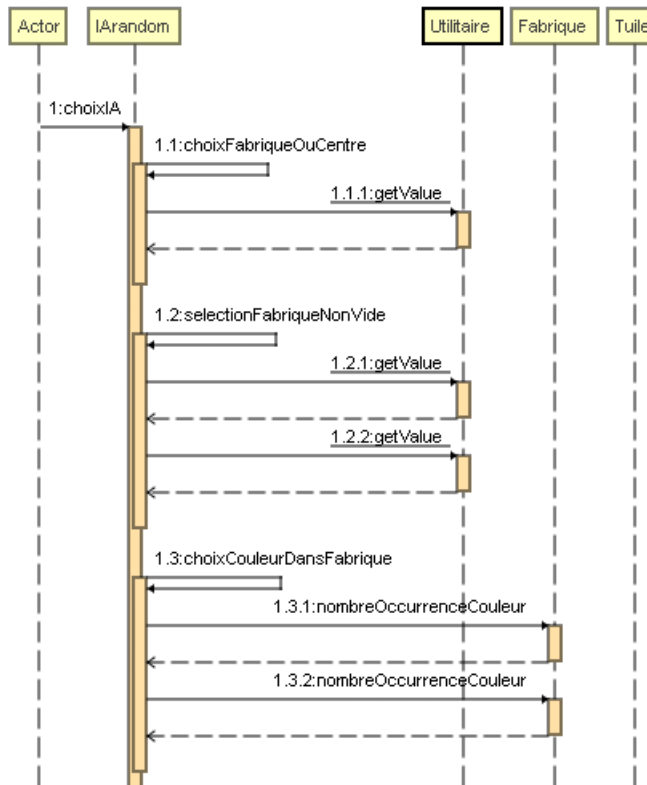 Actor IArandom Utilitaire Fabrique Tuile
1:choixIA
1.1:choixFabriqueOuCentre
1.1.1:getValue
1.2:selectionFabriqueNonVide
1.2.1:getValue
1.2.2:getValue
1.3:choixCouleurDansFabrique
1.3.1:nombreOccurrenceCouleur
1.3.2:nombreOccurrenceCouleur